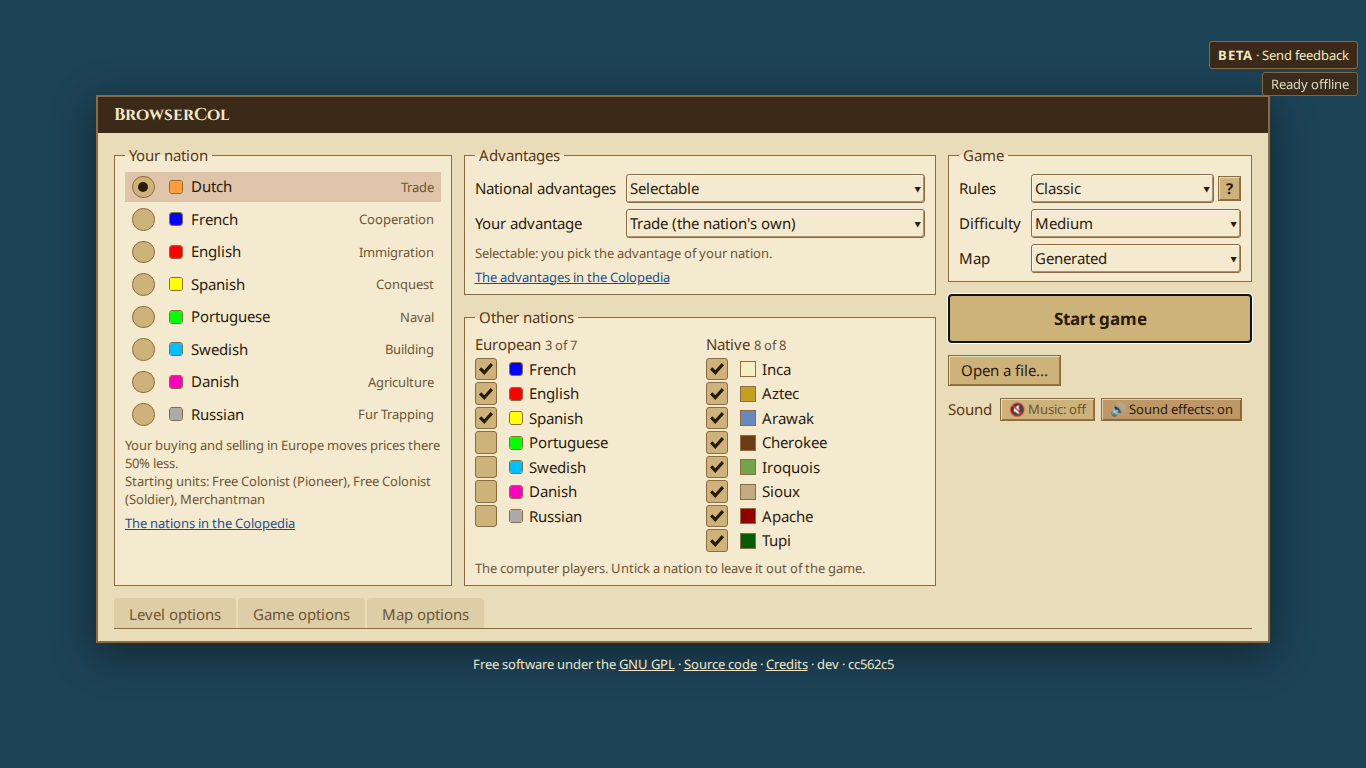 BETA · Send feedback
Ready offline
BrowserCol
Your nation
Dutch Trade
French Cooperation
English Immigration
Spanish Conquest
Portuguese Naval
Swedish Building
Danish Agriculture
Russian Fur Trapping
Your buying and selling in Europe moves prices there
50% less.
Starting units: Free Colonist (Pioneer), Free Colonist
(Soldier), Merchantman
The nations in the Colopedia
Advantages
National advantages Selectable
Your advantage Trade (the nation's own)
Selectable: you pick the advantage of your nation.
The advantages in the Colopedia
Other nations
European 3 of 7
French
English
Spanish
Portuguese
Swedish
Danish
Russian
Native 8 of 8
Inca
Aztec
Arawak
Cherokee
Iroquois
Sioux
Apache
Tupi
The computer players. Untick a nation to leave it out of the game.
Game
Rules Classic ?
Difficulty Medium
Map Generated
Start game
Open a file...
Sound Music: off Sound effects: on
Level options Game options Map options
Free software under the GNU GPL · Source code · Credits · dev · cc562c5